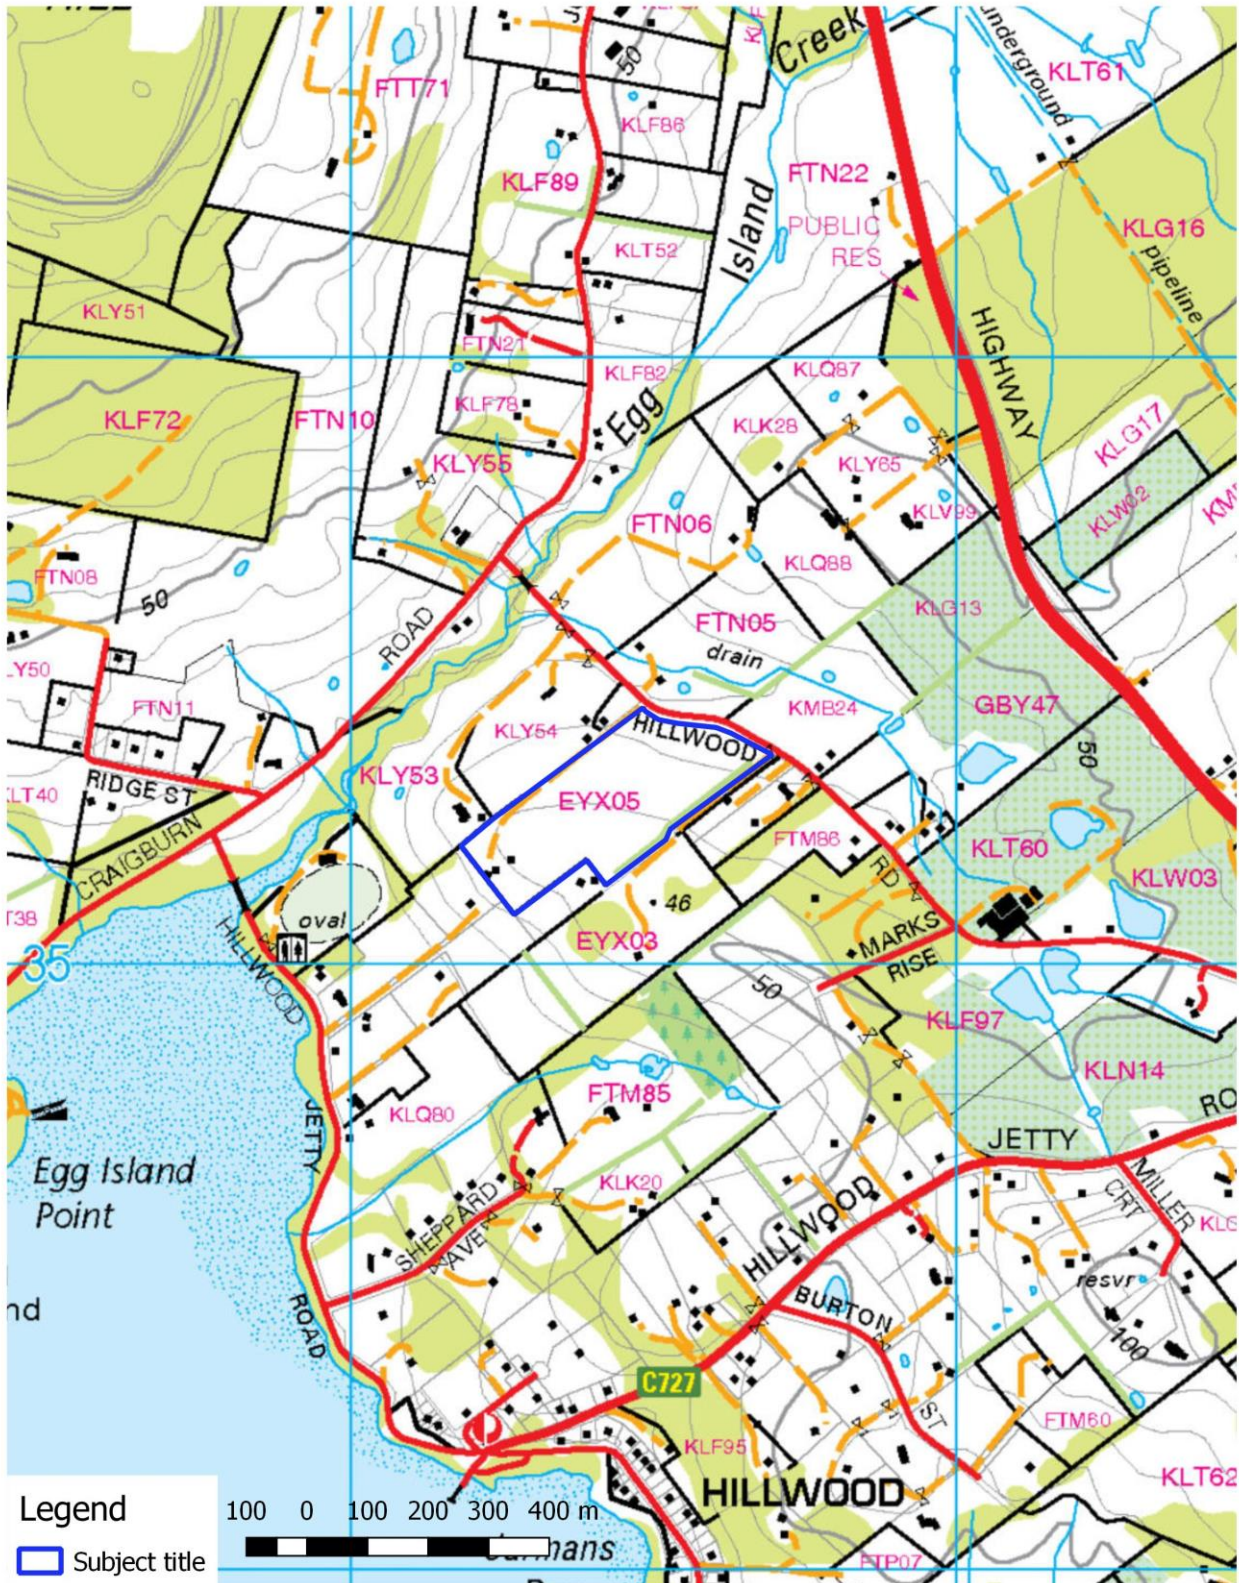 Creek
50
KLT61
underground
FTT71
KLF86
FTN22
KLF89
PUBLIC
RES
KLG16
KLT52
Island
pipeline
KLY51
HIGHWAY
FTN21
KLF82
KLQ87
KLF78
Egg
KLF72
FTN10
KLK28
KLG17
KLY55
KLY65
KLW02
FTN06
KLV99
KLQ88
FTN08
50
KLG13
ROAD
FTN05
drain
FTN11
GBY47
KMB24
KLY54
HILLWOOD
50
KLY53
RIDGE ST
EYX05
CRAIGBURN
FTM86
KLT60
RD
KLW03
oval
46
MARKS
RISE
HILLWOOD
EYX03
35
50
KLF97
KLN14
JETTY
KLQ80
FTM85
JETTY
Egg Island
Point
SHEPPARD
AVE
KLK20
HILLWOOD
MILLER
CRT
resvr
ROAD
BURTON
ST
100
C727
FTM60
KLF95
KLT62
HILLWOOD
FTP07
Legend
100 0 100 200 300 400 m
Subject title